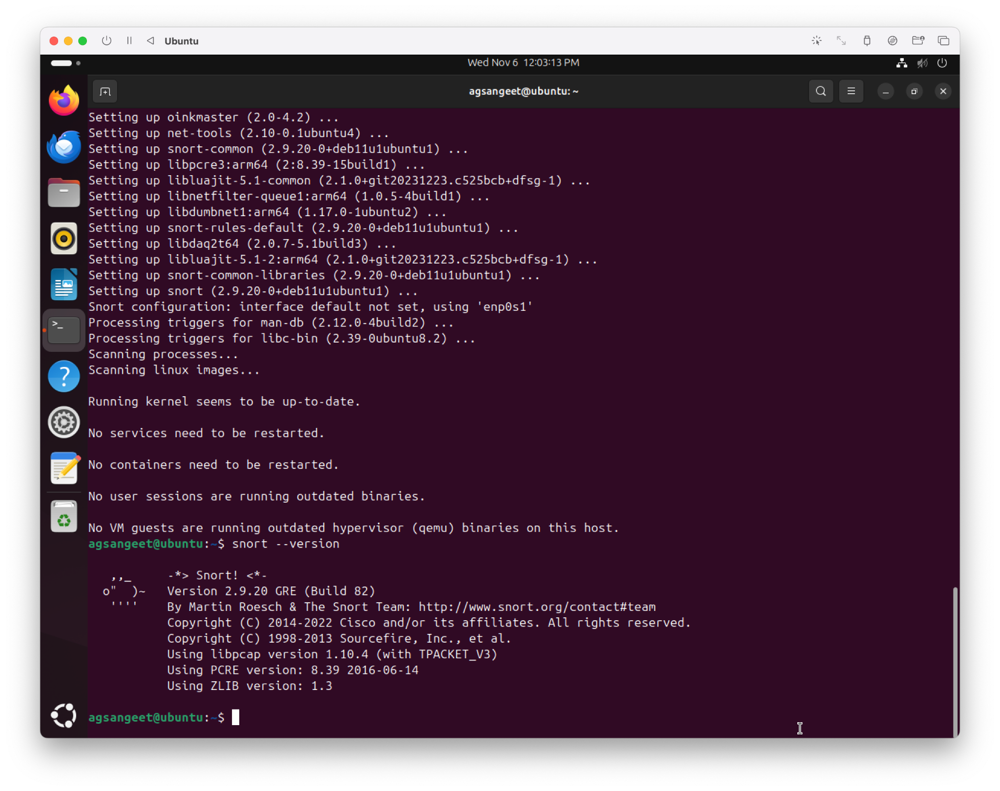 Ubuntu
Wed Nov 6  12:03:13 PM
agsangeet@ubuntu: ~
Setting up oinkmaster (2.0-4.2) ...
Setting up net-tools (2.10-0.1ubuntu4) ...
Setting up snort-common (2.9.20-0+deb11u1ubuntu1) ...
Setting up libpcre3:arm64 (2:8.39-15build1) ...
Setting up libluajit-5.1-common (2.1.0+git20231223.c525bcb+dfsg-1) ...
Setting up libnetfilter-queue1:arm64 (1.0.5-4build1) ...
Setting up libdumbnet1:arm64 (1.17.0-1ubuntu2) ...
Setting up snort-rules-default (2.9.20-0+deb11u1ubuntu1) ...
Setting up libdaq2t64 (2.0.7-5.1build3) ...
Setting up libluajit-5.1-2:arm64 (2.1.0+git20231223.c525bcb+dfsg-1) ...
Setting up snort-common-libraries (2.9.20-0+deb11u1ubuntu1) ...
Setting up snort (2.9.20-0+deb11u1ubuntu1) ...
Snort configuration: interface default not set, using 'enp0s1'
Processing triggers for man-db (2.12.0-4build2) ...
Processing triggers for libc-bin (2.39-0ubuntu8.2) ...
Scanning processes...
Scanning linux images...
Running kernel seems to be up-to-date.
No services need to be restarted.
No containers need to be restarted.
No user sessions are running outdated binaries.
No VM guests are running outdated hypervisor (qemu) binaries on this host.
agsangeet@ubuntu:~$ snort --version
   ,,_     -*> Snort! <*-
  o"  )~   Version 2.9.20 GRE (Build 82)
   ''''    By Martin Roesch & The Snort Team: http://www.snort.org/contact#team
           Copyright (C) 2014-2022 Cisco and/or its affiliates. All rights reserved.
           Copyright (C) 1998-2013 Sourcefire, Inc., et al.
           Using libpcap version 1.10.4 (with TPACKET_V3)
           Using PCRE version: 8.39 2016-06-14
           Using ZLIB version: 1.3
agsangeet@ubuntu:~$